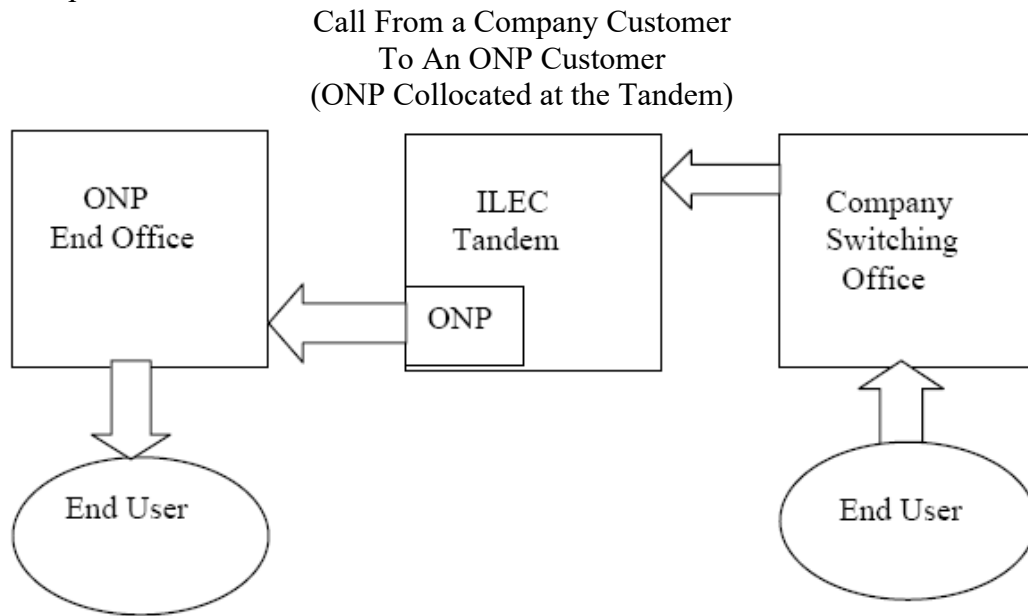 Call From a Company Customer
To An ONP Customer
(ONP Collocated at the Tandem)
ONP
End Office
ILEC
Tandem
ONP
Company
Switching
Office
End User
End User